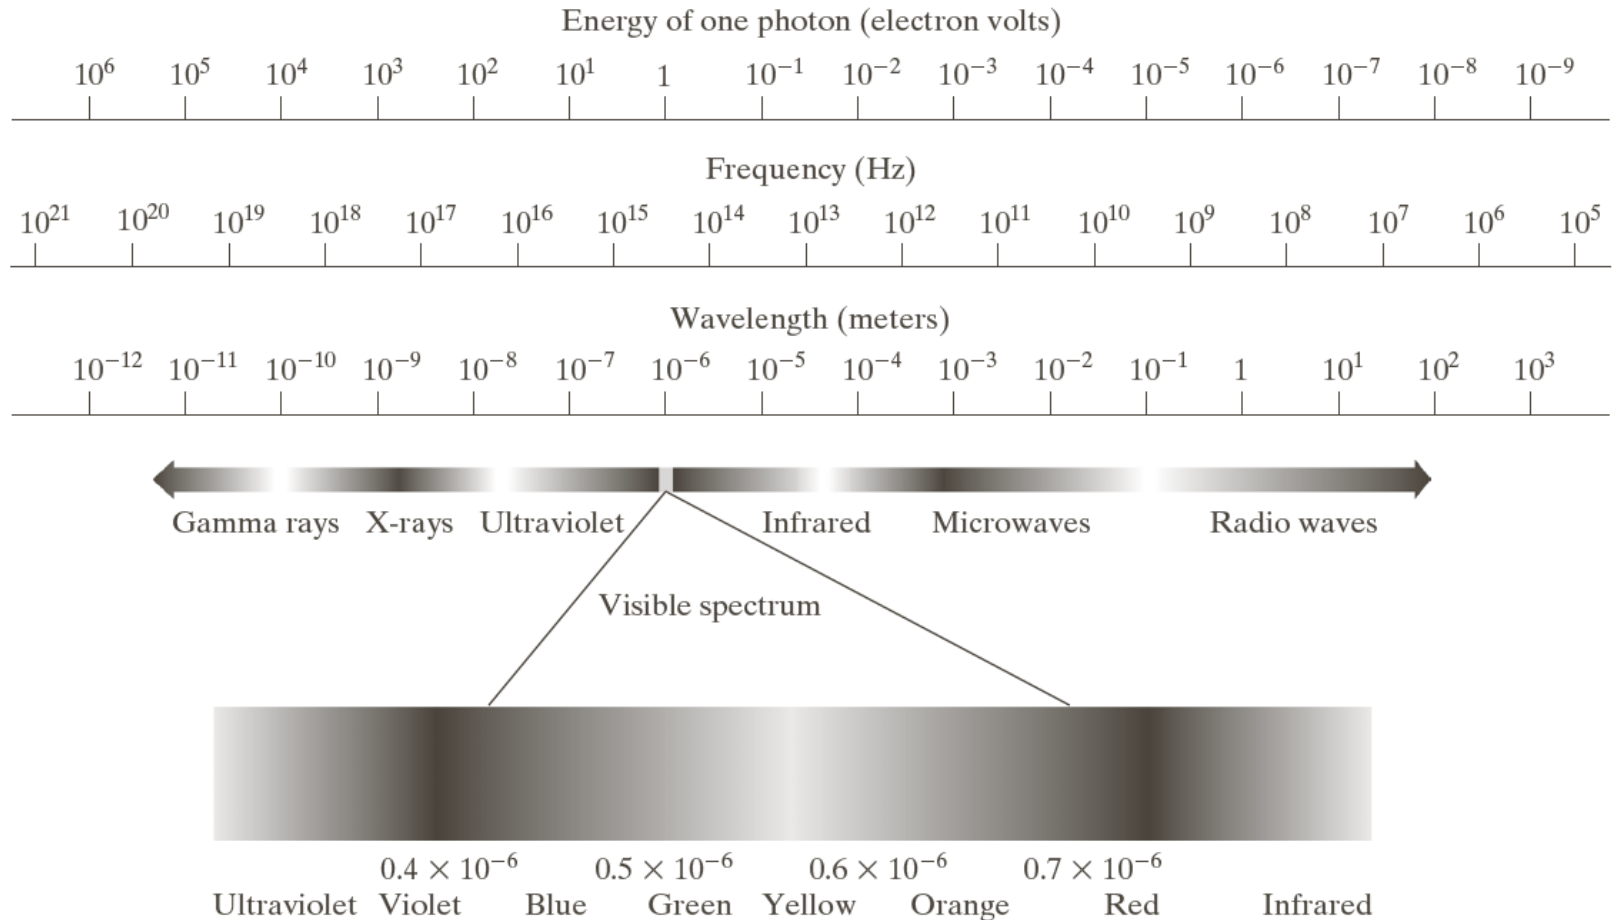 Energy of one photon (electron volts)
10⁶ 10⁵ 10⁴ 10³ 10² 10¹ 1 10⁻¹ 10⁻² 10⁻³ 10⁻⁴ 10⁻⁵ 10⁻⁶ 10⁻⁷ 10⁻⁸ 10⁻⁹
Frequency (Hz)
10²¹ 10²⁰ 10¹⁹ 10¹⁸ 10¹⁷ 10¹⁶ 10¹⁵ 10¹⁴ 10¹³ 10¹² 10¹¹ 10¹⁰ 10⁹ 10⁸ 10⁷ 10⁶ 10⁵
Wavelength (meters)
10⁻¹² 10⁻¹¹ 10⁻¹⁰ 10⁻⁹ 10⁻⁸ 10⁻⁷ 10⁻⁶ 10⁻⁵ 10⁻⁴ 10⁻³ 10⁻² 10⁻¹ 1 10¹ 10² 10³
Gamma rays X-rays Ultraviolet Infrared Microwaves Radio waves
Visible spectrum
0.4 × 10⁻⁶ 0.5 × 10⁻⁶ 0.6 × 10⁻⁶ 0.7 × 10⁻⁶
Ultraviolet Violet Blue Green Yellow Orange Red Infrared